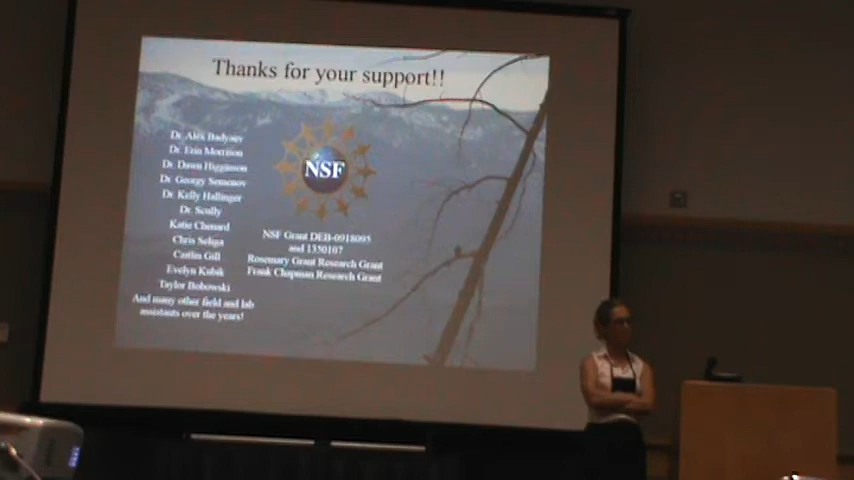 Thanks for your support!!
Dr. Alex Badyaev
Dr. Erin Morrison
Dr. Dawn Higginson
Dr. Georgy Semenov
Dr. Kelly Hallinger
Dr. Scully
Katie Chenard
Chris Seliga
Caitlin Gill
Evelyn Kubik
Taylor Bobowski
And many other field and lab
assistants over the years!
NSF
NSF Grant DEB-0918095
and 1350107
Rosemary Grant Research Grant
Frank Chapman Research Grant